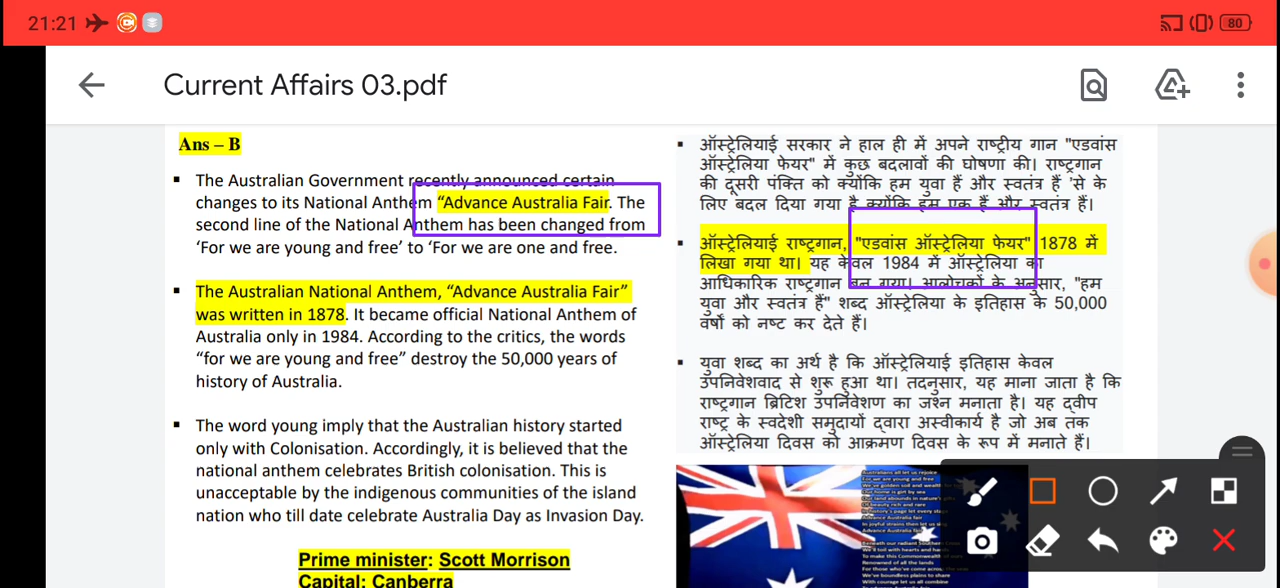 21:21
80
Current Affairs 03.pdf
Ans – B
▪ The Australian Government recently announced certain
changes to its National Anthem “Advance Australia Fair. The
second line of the National Anthem has been changed from
‘For we are young and free’ to ‘For we are one and free.
▪ The Australian National Anthem, “Advance Australia Fair”
was written in 1878. It became official National Anthem of
Australia only in 1984. According to the critics, the words
“for we are young and free” destroy the 50,000 years of
history of Australia.
▪ The word young imply that the Australian history started
only with Colonisation. Accordingly, it is believed that the
national anthem celebrates British colonisation. This is
unacceptable by the indigenous communities of the island
nation who till date celebrate Australia Day as Invasion Day.
Prime minister: Scott Morrison
Capital: Canberra
▪ ऑस्ट्रेलियाई सरकार ने हाल ही में अपने राष्ट्रीय गान "एडवांस
ऑस्ट्रेलिया फेयर" में कुछ बदलावों की घोषणा की। राष्ट्रगान
की दूसरी पंक्ति को क्योंकि हम युवा हैं और स्वतंत्र हैं 'से के
लिए बदल दिया गया है क्योंकि हम एक हैं और स्वतंत्र हैं।
▪ ऑस्ट्रेलियाई राष्ट्रगान, "एडवांस ऑस्ट्रेलिया फेयर" 1878 में
लिखा गया था। यह केवल 1984 में ऑस्ट्रेलिया का
आधिकारिक राष्ट्रगान बन गया। आलोचकों के अनुसार, "हम
युवा और स्वतंत्र हैं" शब्द ऑस्ट्रेलिया के इतिहास के 50,000
वर्षों को नष्ट कर देते हैं।
▪ युवा शब्द का अर्थ है कि ऑस्ट्रेलियाई इतिहास केवल
उपनिवेशवाद से शुरू हुआ था। तदनुसार, यह माना जाता है कि
राष्ट्रगान ब्रिटिश उपनिवेशण का जश्न मनाता है। यह द्वीप
राष्ट्र के स्वदेशी समुदायों द्वारा अस्वीकार्य है जो अब तक
ऑस्ट्रेलिया दिवस को आक्रमण दिवस के रूप में मनाते हैं।
Australians all let us rejoice
For we are young and free